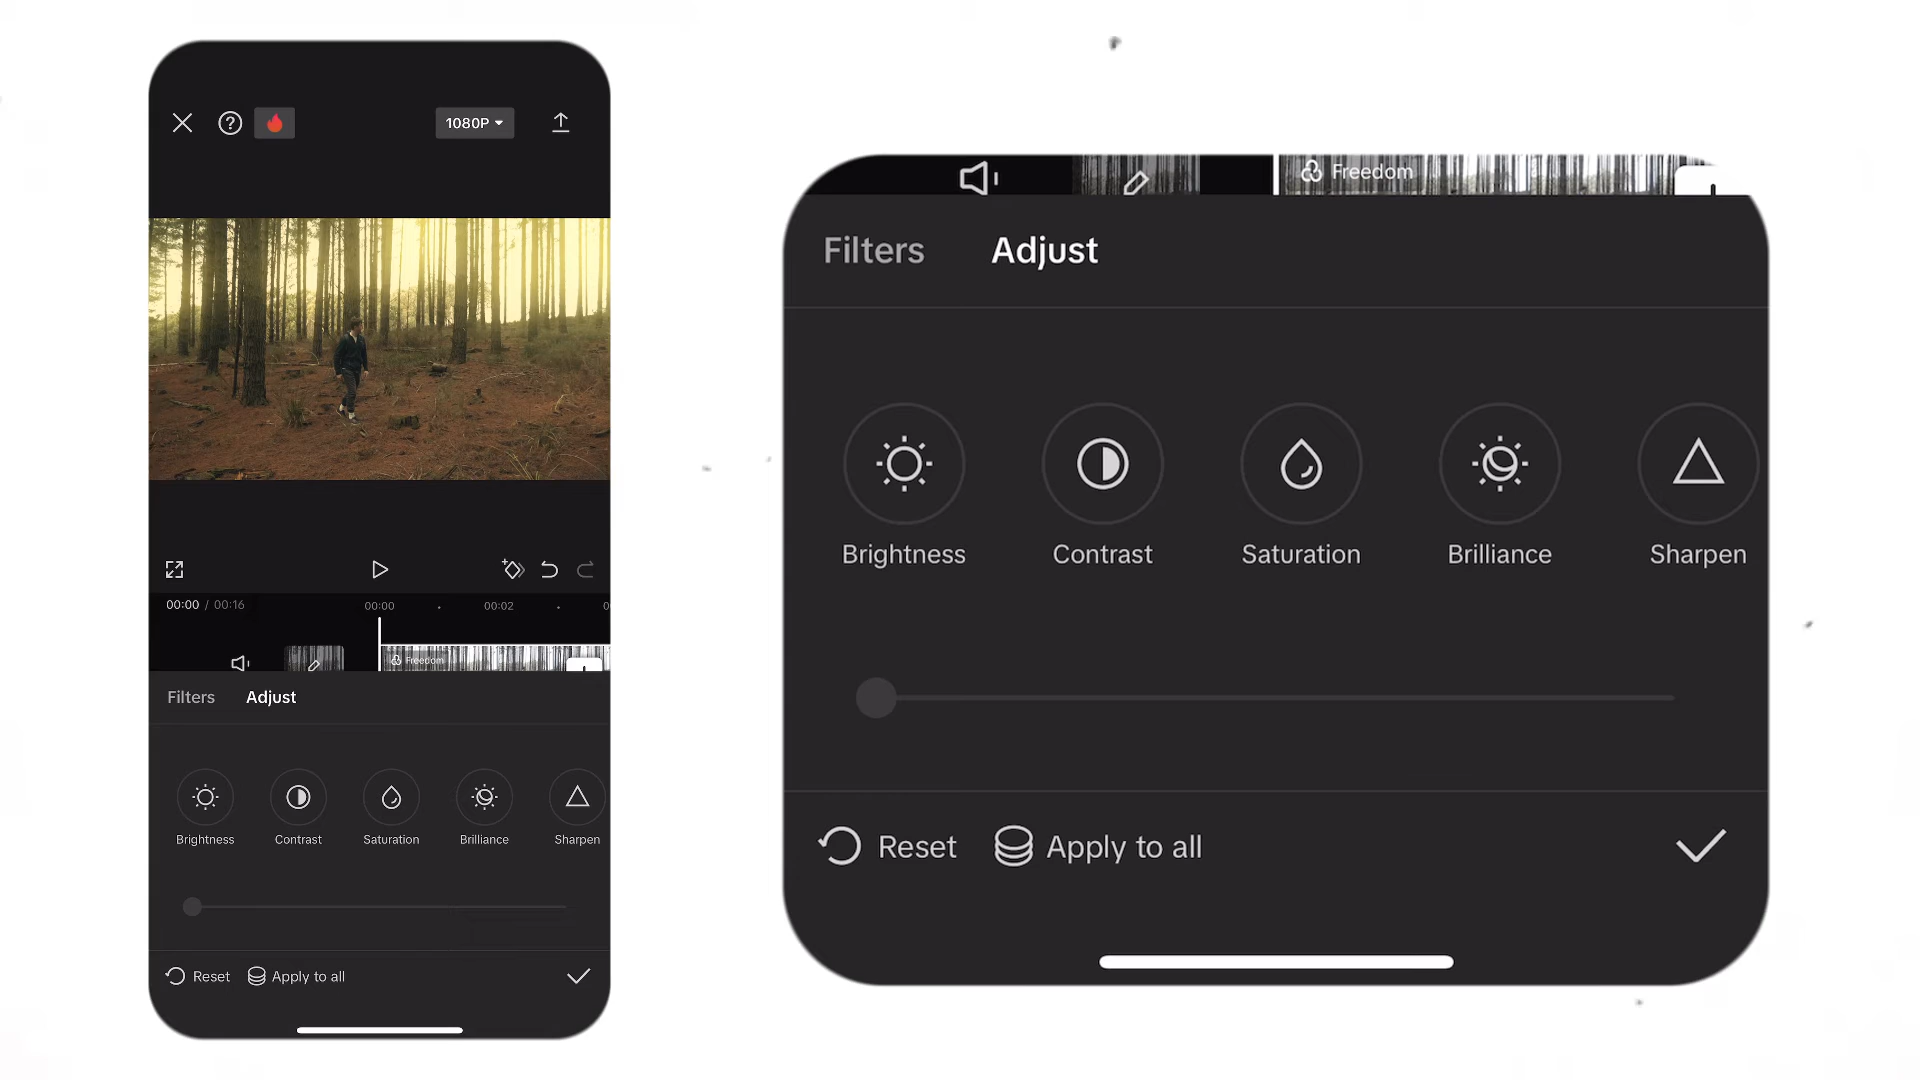 1080P
00:00 / 00:16
00:00
00:02
0
Freedom
Filters Adjust
Brightness Contrast Saturation Brilliance Sharpen
Reset Apply to all
Freedom
Filters Adjust
Brightness Contrast Saturation Brilliance Sharpen
Reset Apply to all